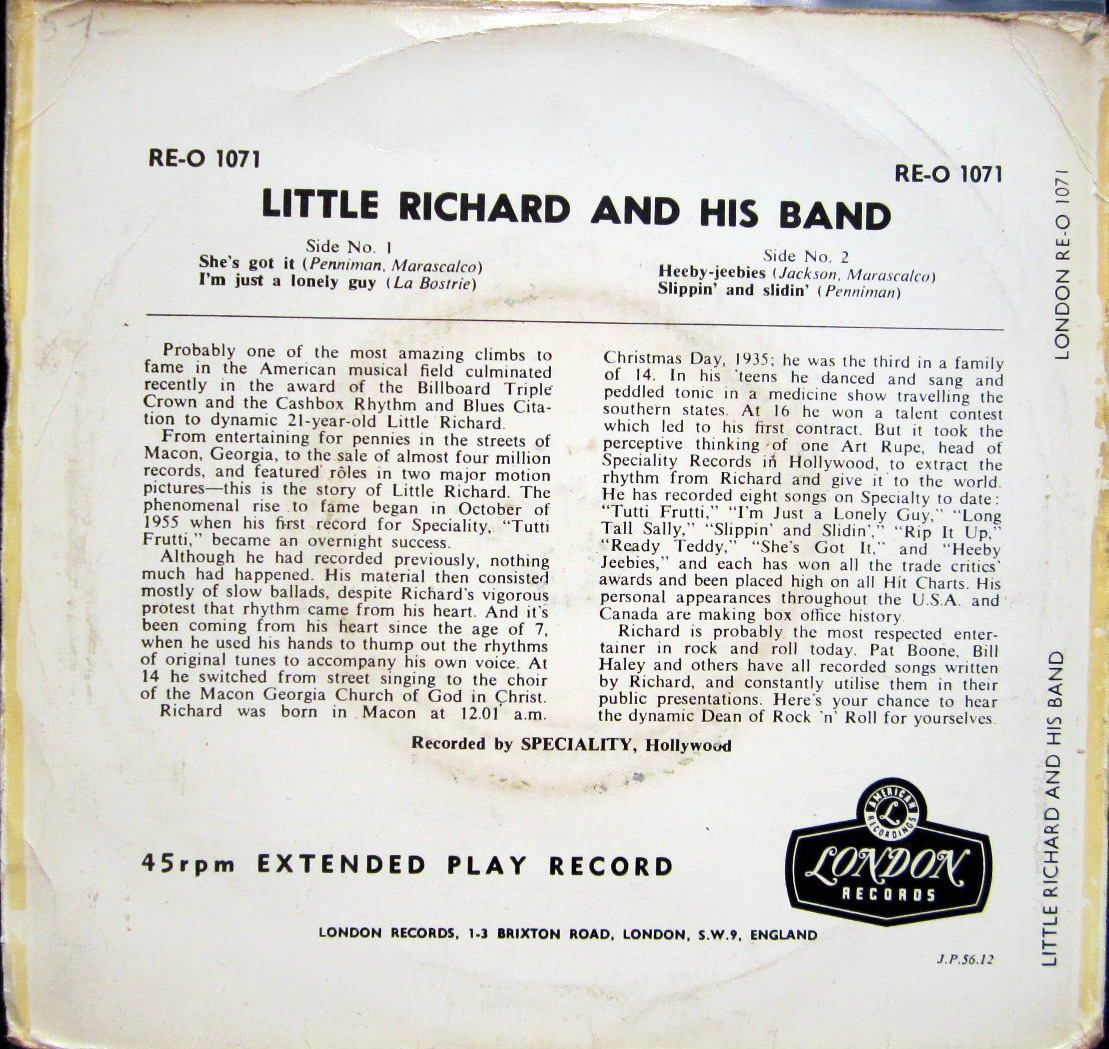 5/-
RE-O 1071
RE-O 1071
LITTLE RICHARD AND HIS BAND
Side No. 1
She's got it (Penniman, Marascalco)
I'm just a lonely guy (La Bostrie)
Side No. 2
Heeby-jeebies (Jackson, Marascalco)
Slippin' and slidin' (Penniman)
Probably one of the most amazing climbs to
fame in the American musical field culminated
recently in the award of the Billboard Triple
Crown and the Cashbox Rhythm and Blues Cita-
tion to dynamic 21-year-old Little Richard.
From entertaining for pennies in the streets of
Macon, Georgia, to the sale of almost four million
records, and featured rôles in two major motion
pictures—this is the story of Little Richard. The
phenomenal rise to fame began in October of
1955 when his first record for Speciality, "Tutti
Frutti," became an overnight success.
Although he had recorded previously, nothing
much had happened. His material then consisted
mostly of slow ballads, despite Richard's vigorous
protest that rhythm came from his heart. And it's
been coming from his heart since the age of 7,
when he used his hands to thump out the rhythms
of original tunes to accompany his own voice. At
14 he switched from street singing to the choir
of the Macon Georgia Church of God in Christ.
Richard was born in Macon at 12.01 a.m.
Christmas Day, 1935; he was the third in a family
of 14. In his 'teens he danced and sang and
peddled tonic in a medicine show travelling the
southern states. At 16 he won a talent contest
which led to his first contract. But it took the
perceptive thinking of one Art Rupe, head of
Speciality Records in Hollywood, to extract the
rhythm from Richard and give it to the world.
He has recorded eight songs on Specialty to date:
"Tutti Frutti," "I'm Just a Lonely Guy," "Long
Tall Sally," "Slippin' and Slidin'," "Rip It Up,"
"Ready Teddy," "She's Got It," and "Heeby
Jeebies," and each has won all the trade critics'
awards and been placed high on all Hit Charts. His
personal appearances throughout the U.S.A. and
Canada are making box office history.
Richard is probably the most respected enter-
tainer in rock and roll today. Pat Boone, Bill
Haley and others have all recorded songs written
by Richard, and constantly utilise them in their
public presentations. Here's your chance to hear
the dynamic Dean of Rock 'n' Roll for yourselves.
Recorded by SPECIALITY, Hollywood
45rpm EXTENDED PLAY RECORD
AMERICAN
L
RECORDINGS
LONDON
RECORDS
LONDON RECORDS, 1-3 BRIXTON ROAD, LONDON, S.W.9, ENGLAND
J.P.56.12
LONDON RE-O 1071
LITTLE RICHARD AND HIS BAND